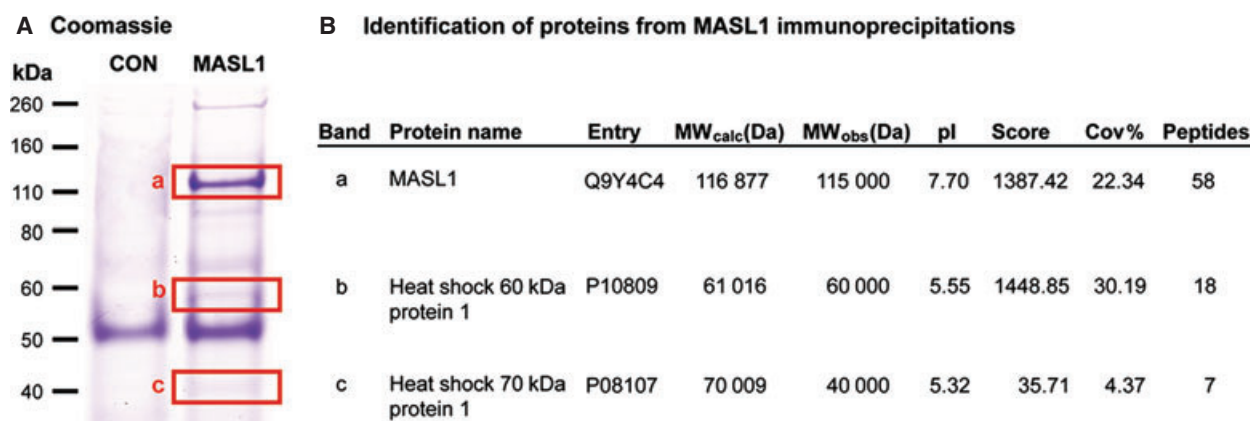 A Coomassie
B Identification of proteins from MASL1 immunoprecipitations
kDa
CON MASL1
260
160
110
80
60
50
40
a
b
c
Band Protein name Entry MWcalc(Da) MWobs(Da) pI Score Cov% Peptides
a MASL1 Q9Y4C4 116 877 115 000 7.70 1387.42 22.34 58
b Heat shock 60 kDa P10809 61 016 60 000 5.55 1448.85 30.19 18
protein 1
c Heat shock 70 kDa P08107 70 009 40 000 5.32 35.71 4.37 7
protein 1